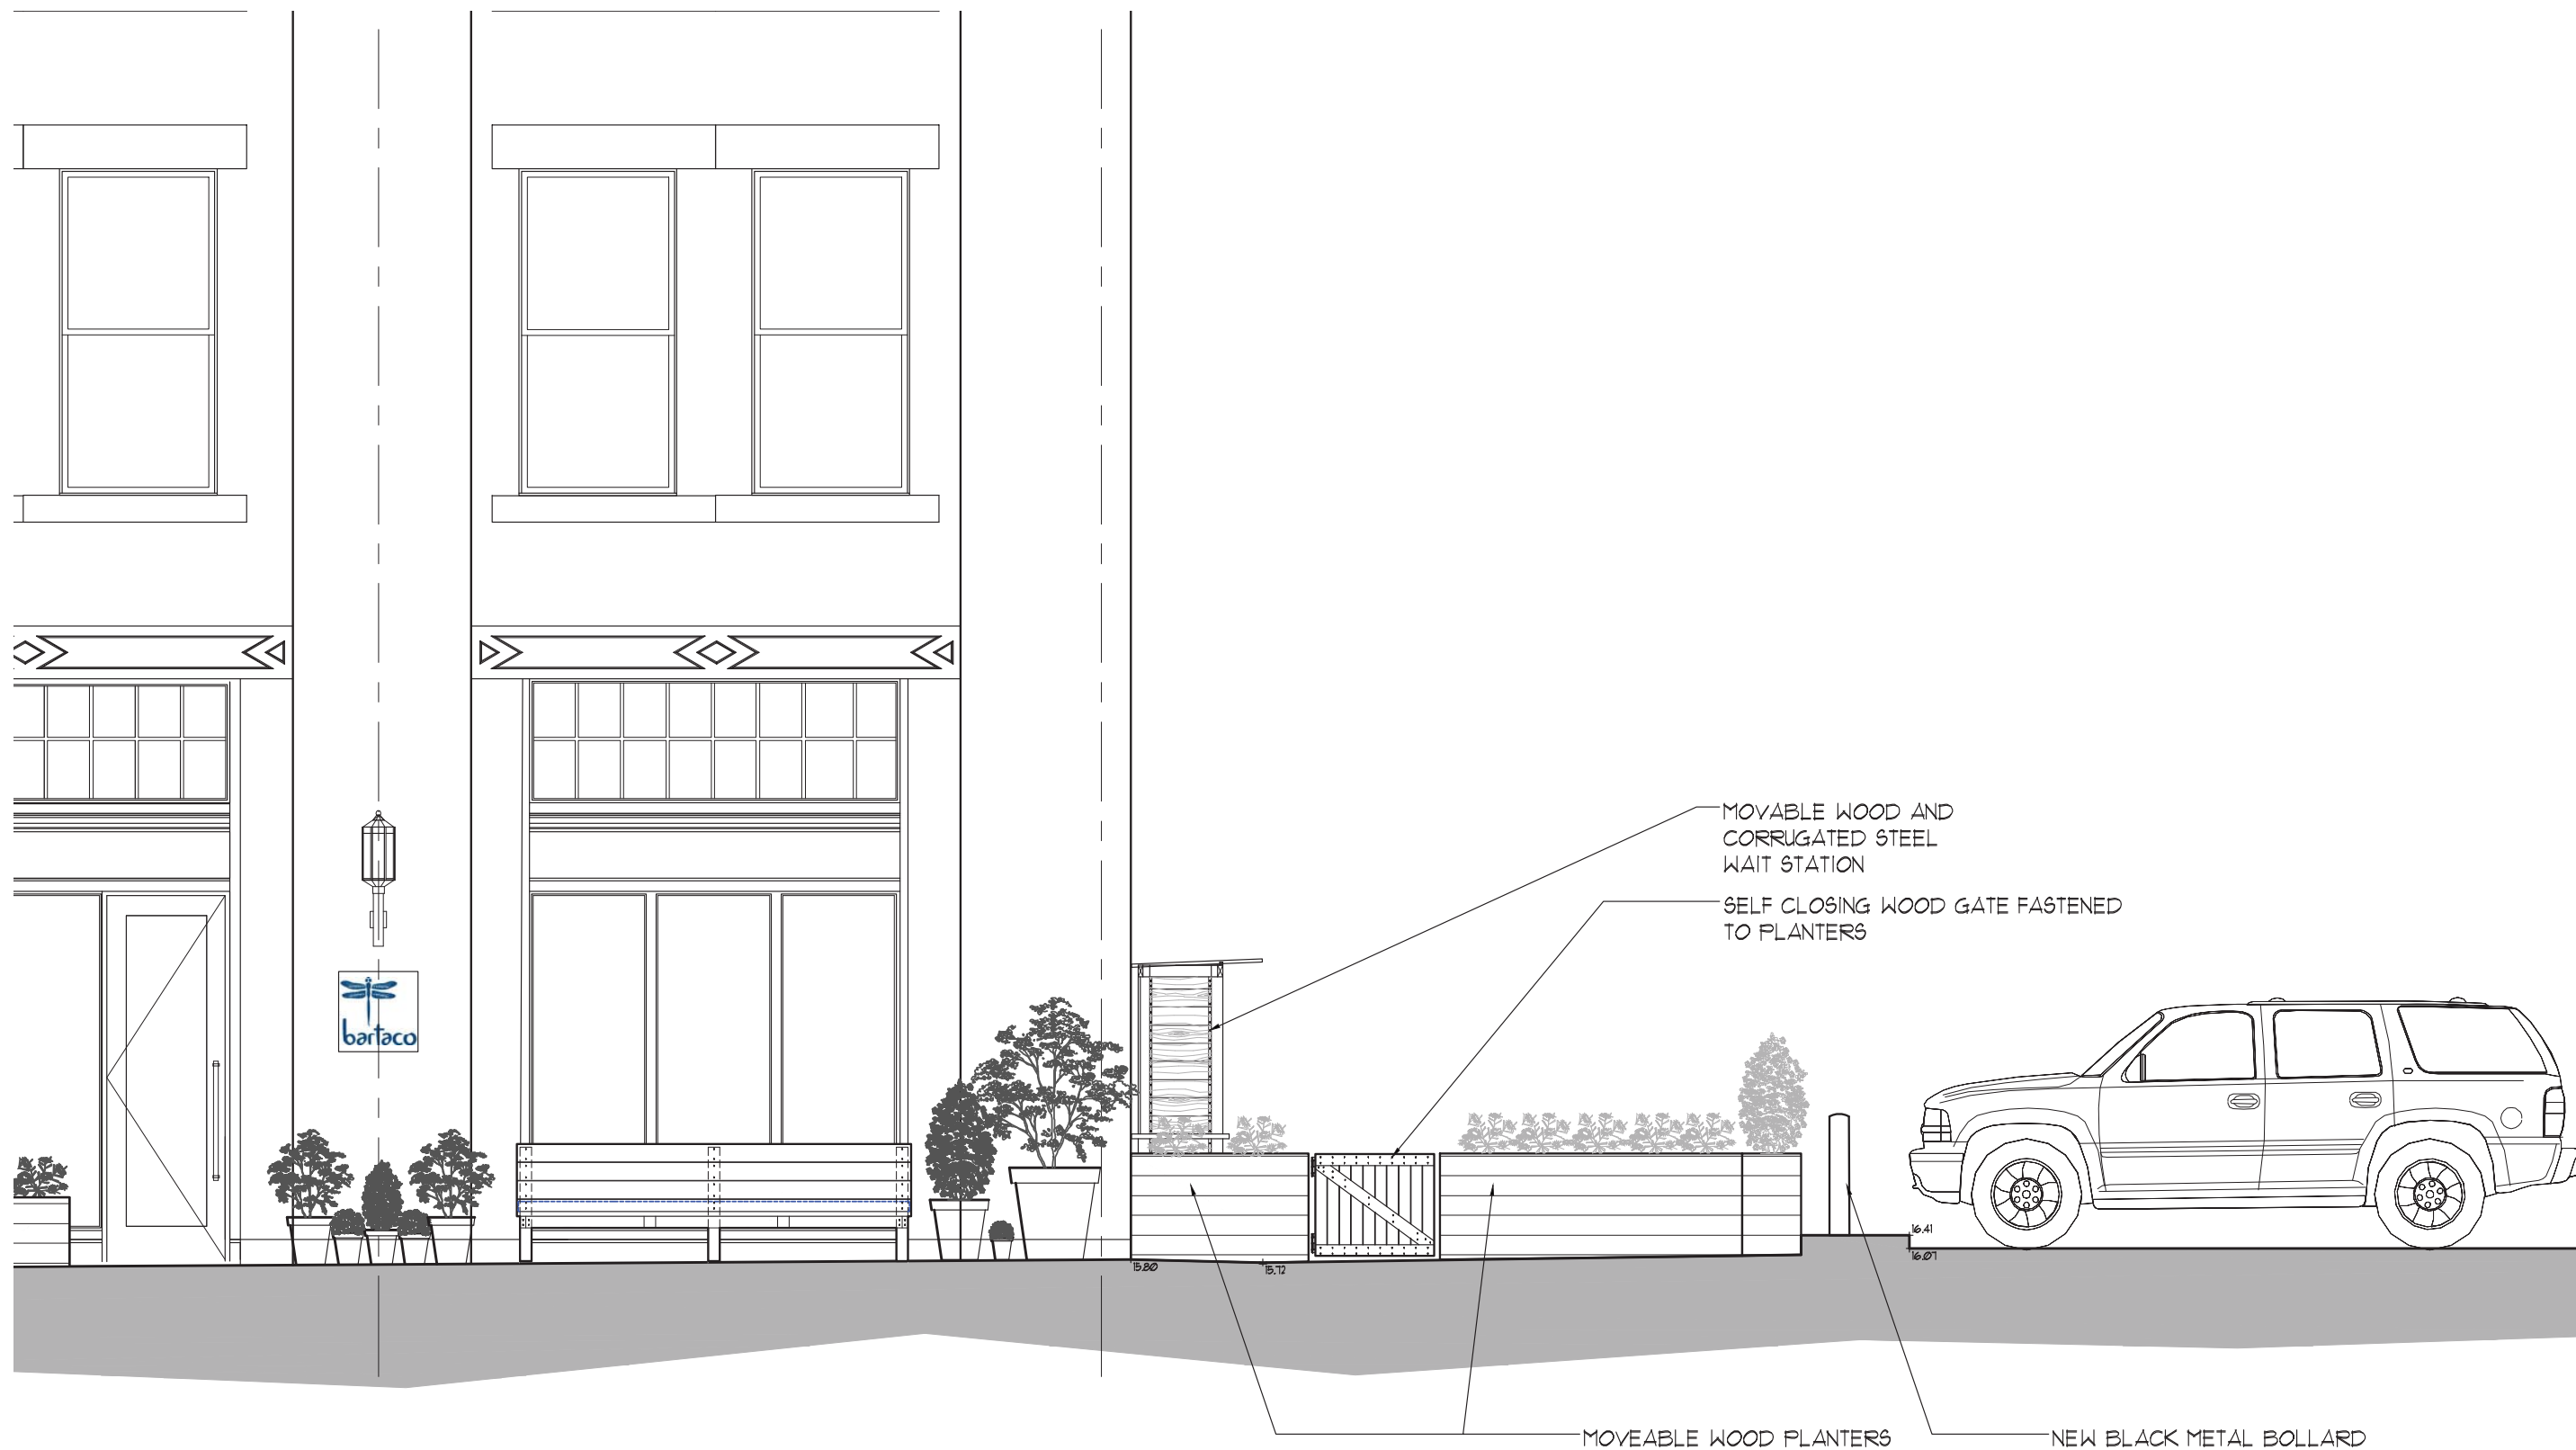 MOVABLE WOOD AND
CORRUGATED STEEL
WAIT STATION
SELF CLOSING WOOD GATE FASTENED
TO PLANTERS
bartaco
16.41
16.07
15.80
15.72
MOVEABLE WOOD PLANTERS
NEW BLACK METAL BOLLARD